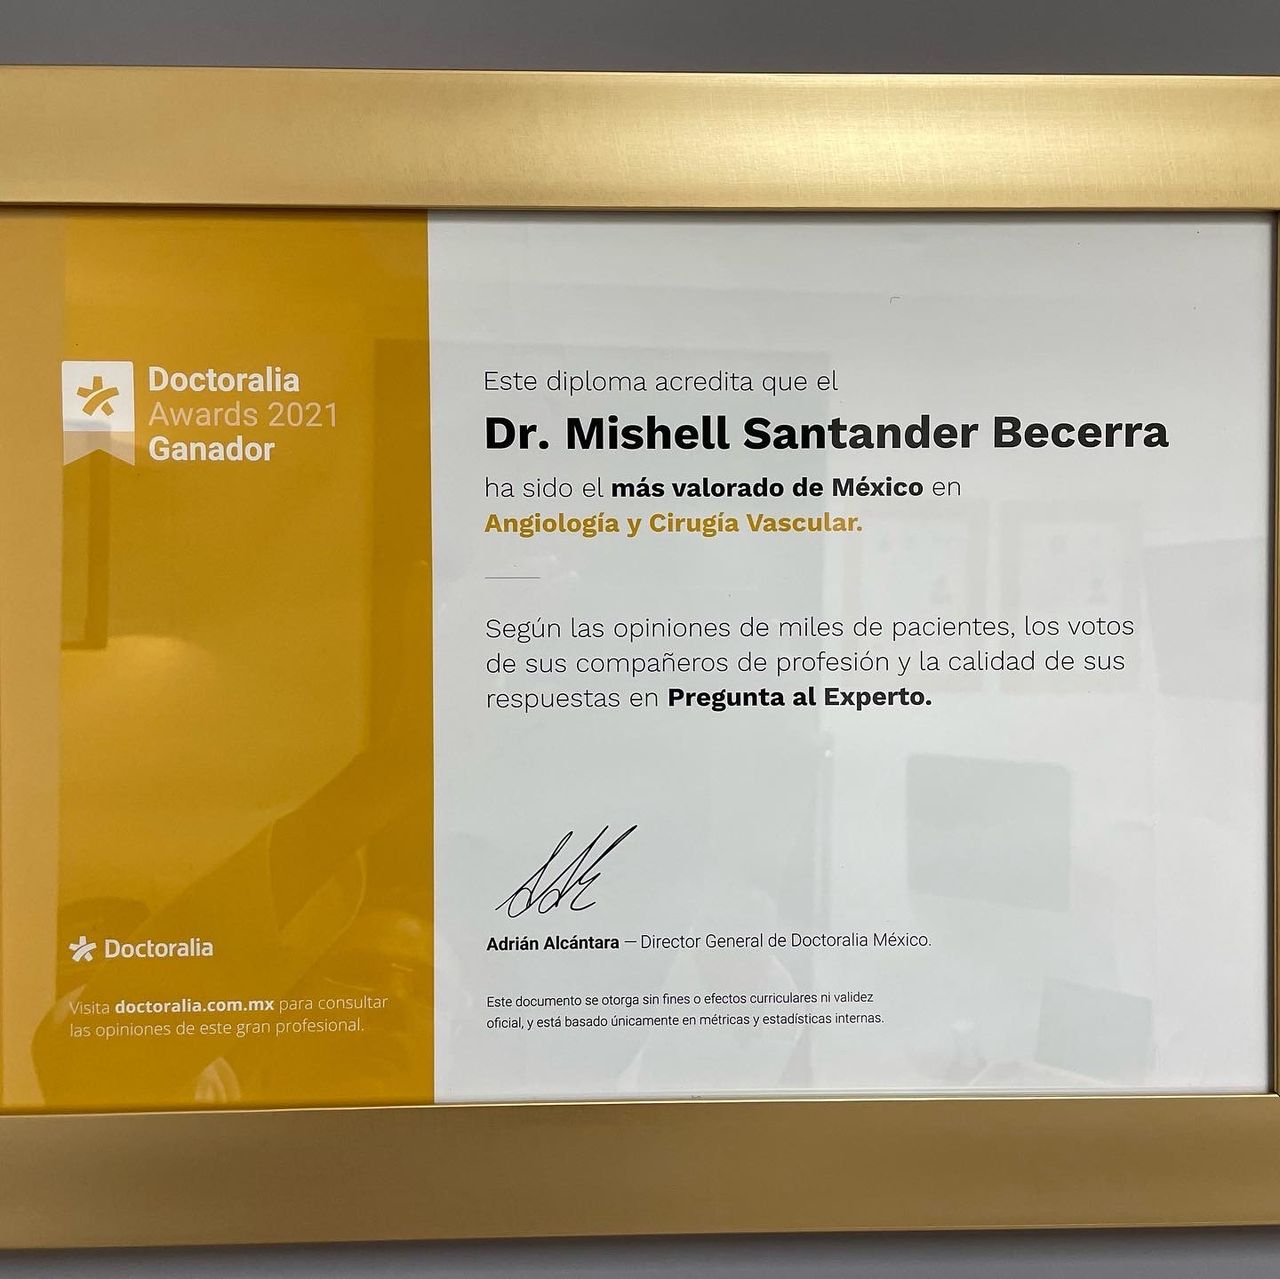 Doctoralia
Awards 2021
Ganador
Este diploma acredita que el
Dr. Mishell Santander Becerra
ha sido el más valorado de México en
Angiología y Cirugía Vascular.
Según las opiniones de miles de pacientes, los votos
de sus compañeros de profesión y la calidad de sus
respuestas en Pregunta al Experto.
Adrián Alcántara — Director General de Doctoralia México.
Este documento se otorga sin fines o efectos curriculares ni validez
oficial, y está basado únicamente en métricas y estadísticas internas.
Doctoralia
Visita doctoralia.com.mx para consultar
las opiniones de este gran profesional.